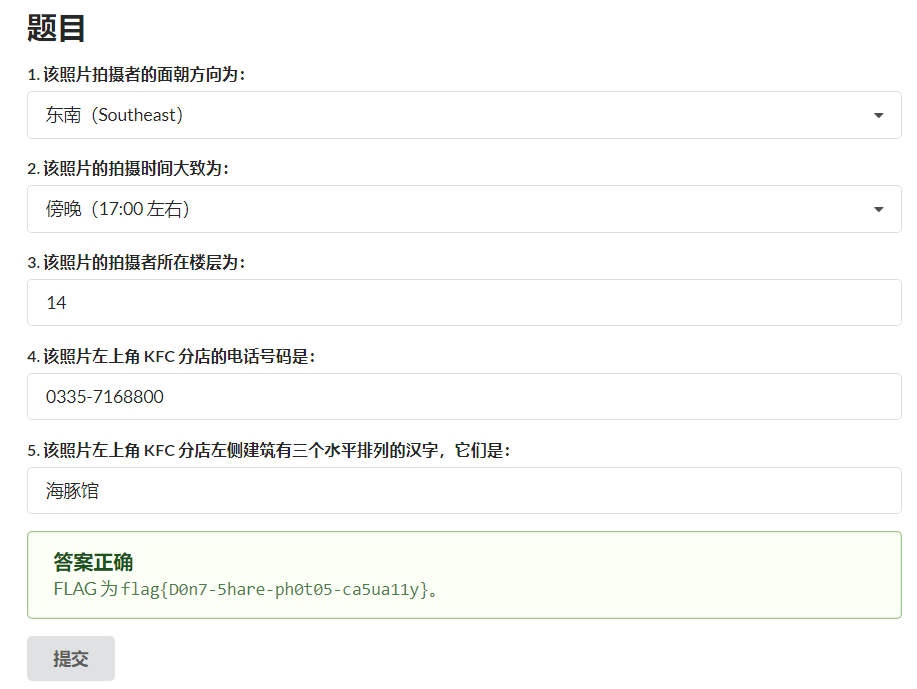 题目
1. 该照片拍摄者的面朝方向为：
东南（Southeast）
2. 该照片的拍摄时间大致为：
傍晚（17:00 左右）
3. 该照片的拍摄者所在楼层为：
14
4. 该照片左上角 KFC 分店的电话号码是：
0335-7168800
5. 该照片左上角 KFC 分店左侧建筑有三个水平排列的汉字，它们是：
海豚馆
答案正确
FLAG 为 flag{D0n7-5hare-ph0t05-ca5ua11y}。
提交